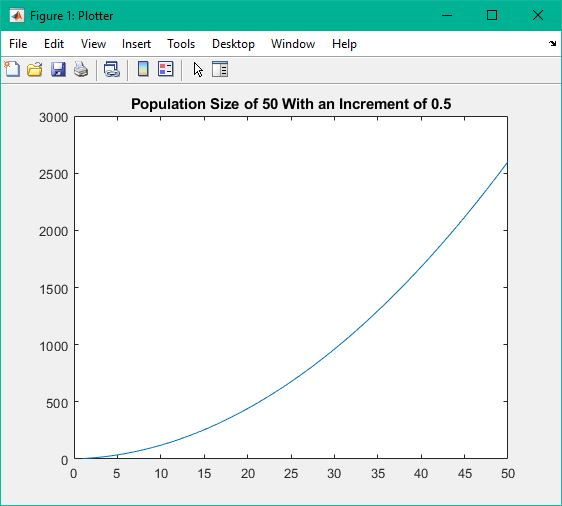 Figure 1: Plotter
File Edit View Insert Tools Desktop Window Help
Population Size of 50 With an Increment of 0.5
3000
2500
2000
1500
1000
500
0
0 5 10 15 20 25 30 35 40 45 50